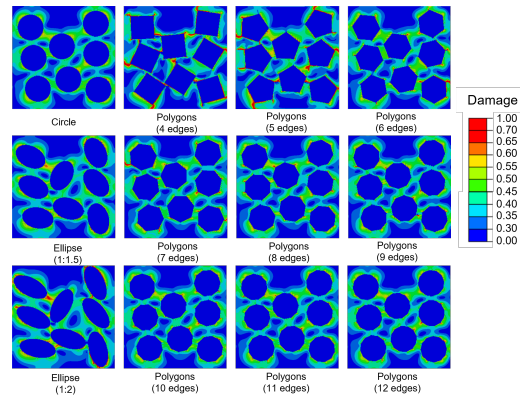 Circle
Polygons
(4 edges)
Polygons
(5 edges)
Polygons
(6 edges)
Damage
1.00
0.70
0.65
0.60
0.55
0.50
0.45
0.40
0.35
0.30
0.00
Ellipse
(1:1.5)
Polygons
(7 edges)
Polygons
(8 edges)
Polygons
(9 edges)
Ellipse
(1:2)
Polygons
(10 edges)
Polygons
(11 edges)
Polygons
(12 edges)